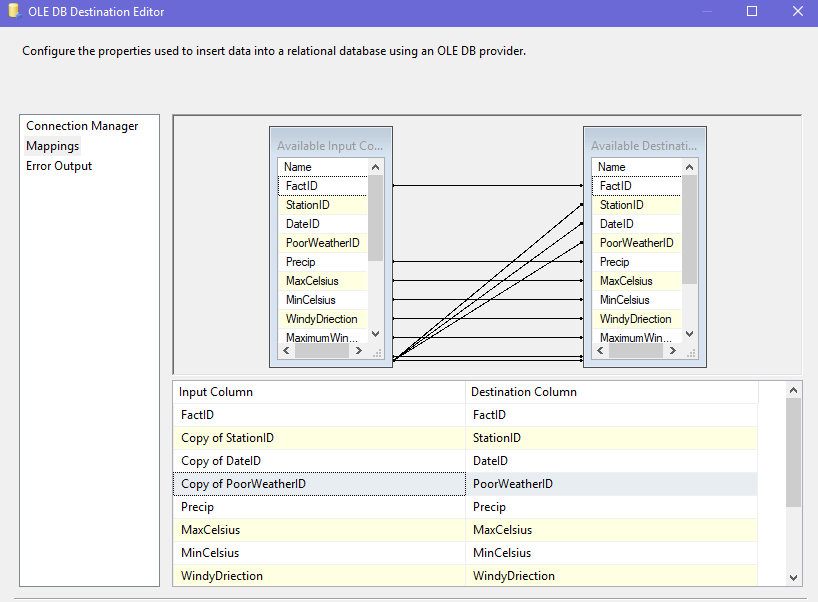 OLE DB Destination Editor
Configure the properties used to insert data into a relational database using an OLE DB provider.
Connection Manager
Mappings
Error Output
Available Input Co...
Name
FactID
StationID
DateID
PoorWeatherID
Precip
MaxCelsius
MinCelsius
WindyDriection
MaximumWin...
Available Destinati...
Name
FactID
StationID
DateID
PoorWeatherID
Precip
MaxCelsius
MinCelsius
WindyDriection
MaximumWin...
Input Column Destination Column
FactID FactID
Copy of StationID StationID
Copy of DateID DateID
Copy of PoorWeatherID PoorWeatherID
Precip Precip
MaxCelsius MaxCelsius
MinCelsius MinCelsius
WindyDriection WindyDriection